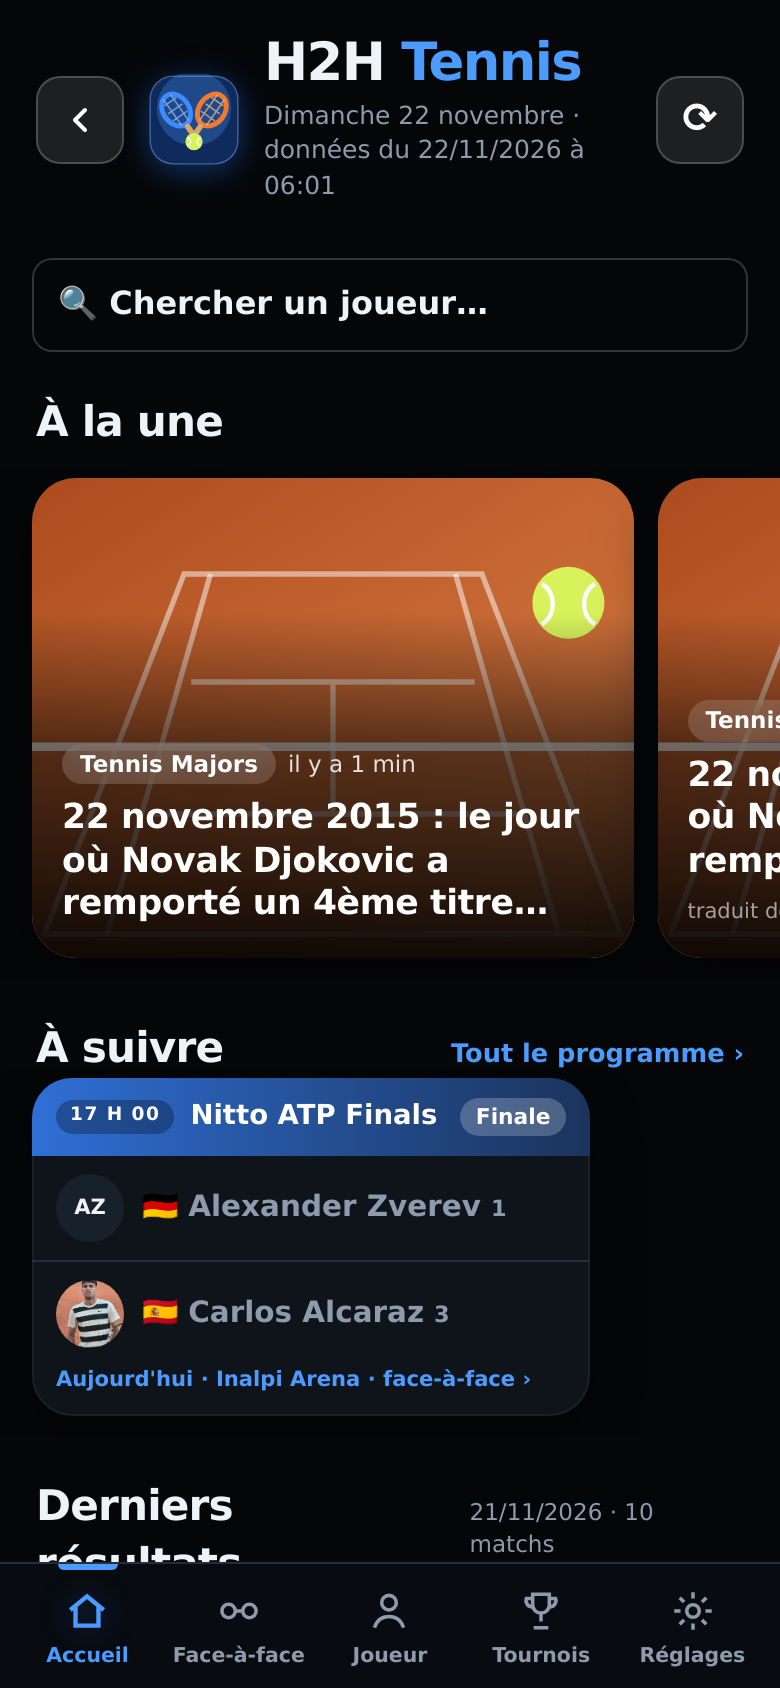 H2H Tennis
Dimanche 22 novembre ·
données du 22/11/2026 à
06:01
🔍 Chercher un joueur…
À la une
Tennis Majors il y a 1 min
22 novembre 2015 : le jour
où Novak Djokovic a
remporté un 4ème titre…
Tennis
22 no
où No
remp
traduit de
À suivre
Tout le programme ›
17 H 00 Nitto ATP Finals Finale
AZ 🇩🇪 Alexander Zverev 1
🇪🇸 Carlos Alcaraz 3
Aujourd'hui · Inalpi Arena · face-à-face ›
Derniers
résultats
21/11/2026 · 10
matchs
Accueil Face-à-face Joueur Tournois Réglages